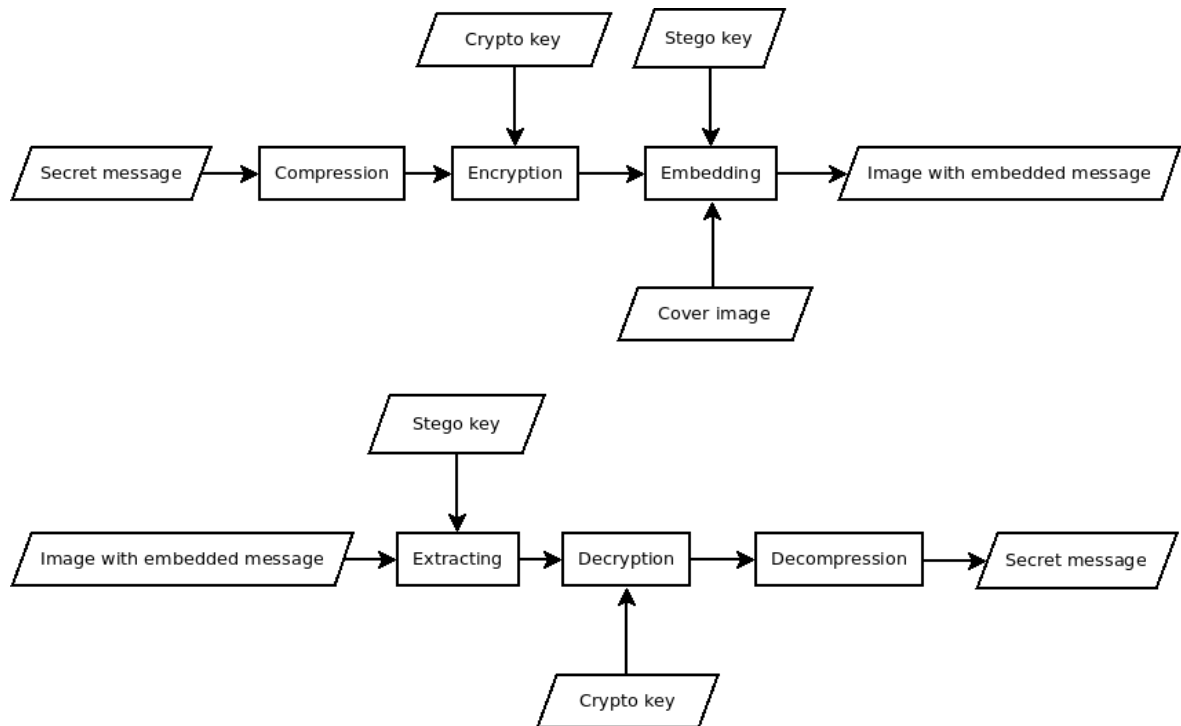 Crypto key
Stego key
Secret message
Compression
Encryption
Embedding
Image with embedded message
Cover image
Stego key
Image with embedded message
Extracting
Decryption
Decompression
Secret message
Crypto key